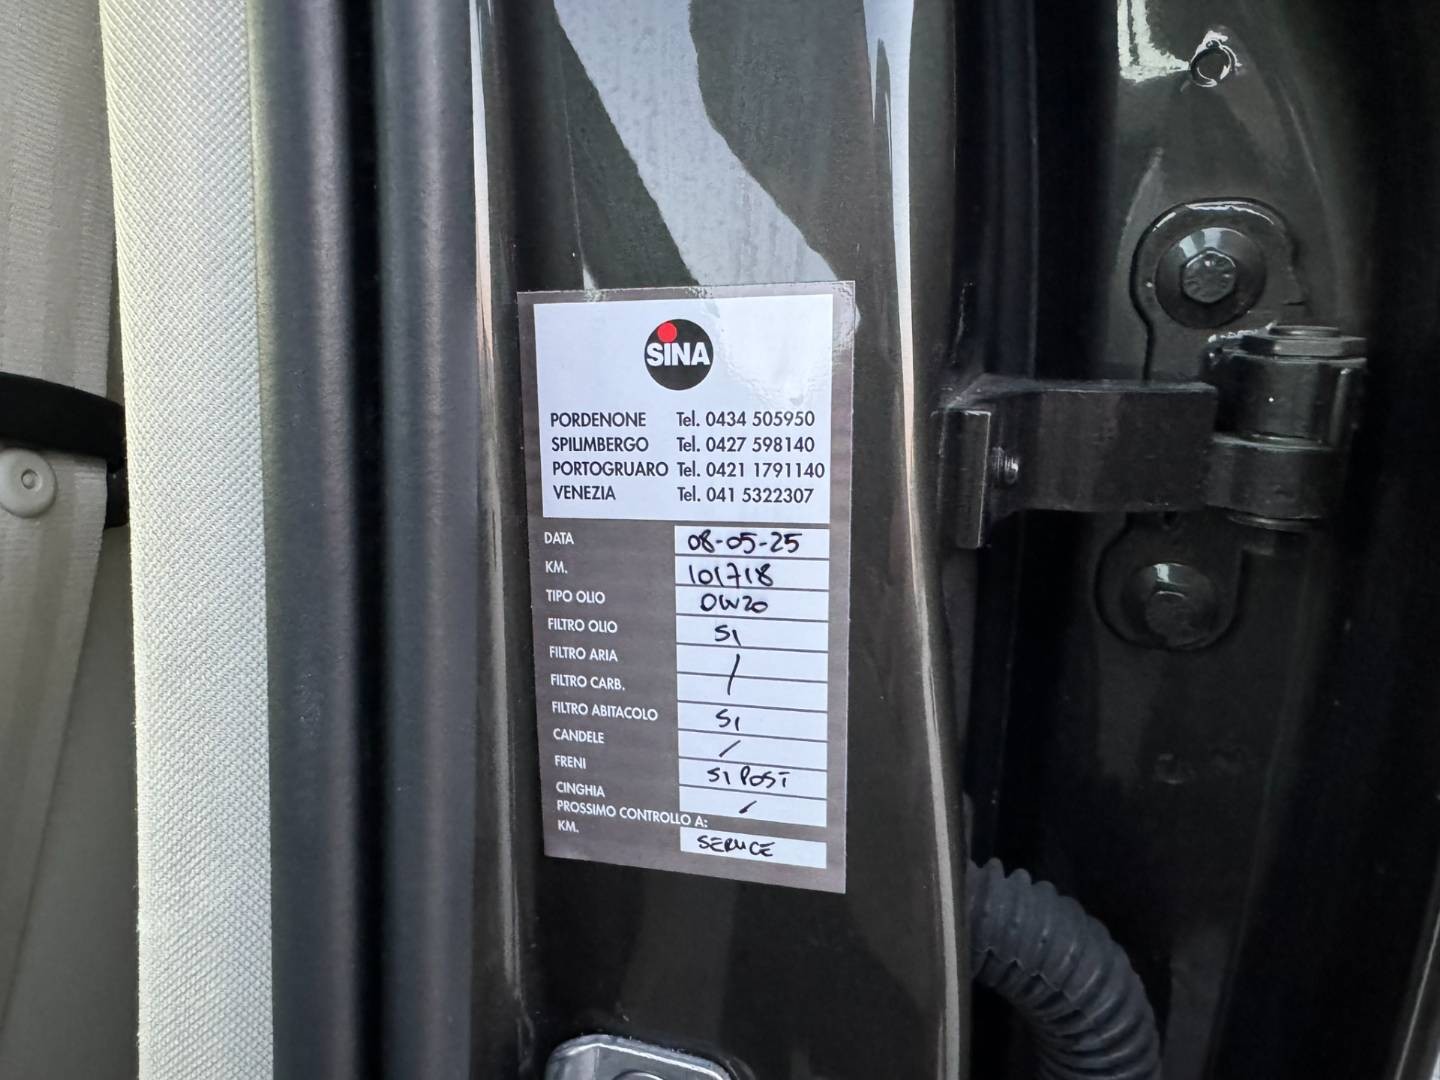 SINA
PORDENONE Tel. 0434 505950
SPILIMBERGO Tel. 0427 598140
PORTOGRUARO Tel. 0421 1791140
VENEZIA Tel. 041 5322307
DATA 08-05-25
KM. 101718
TIPO OLIO 0W20
FILTRO OLIO SI
FILTRO ARIA /
FILTRO CARB.
FILTRO ABITACOLO SI
CANDELE /
FRENI SI POST
CINGHIA /
PROSSIMO CONTROLLO A:
KM. SERVICE